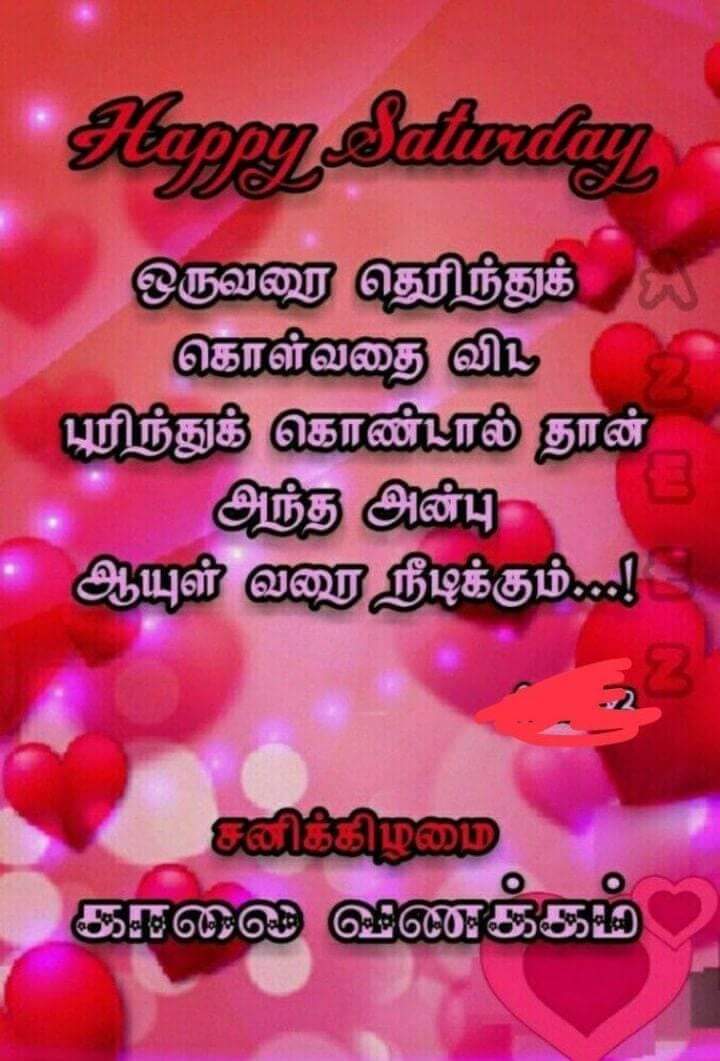 Happy Saturday
ஒருவரை தெரிந்துக்
கொள்வதை விட
புரிந்துக் கொண்டால் தான்
அந்த அன்பு
ஆயுள் வரை நீடிக்கும்...!
சனிக்கிழமை
காலை வணக்கம்